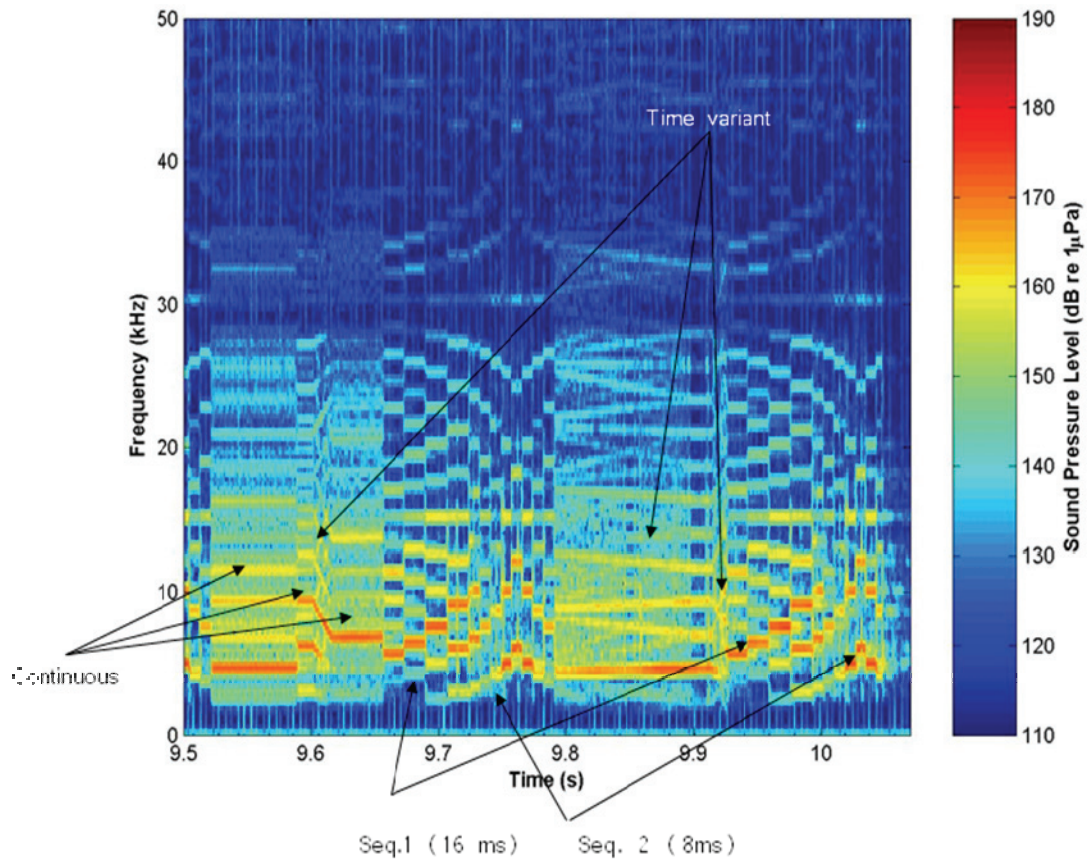 50
40
30
20
10
0
Frequency (kHz)
9.5 9.6 9.7 9.8 9.9 10
Time (s)
Time variant
Continuous
Seq.1 (16 ms) Seq. 2 (8ms)
190
180
170
160
150
140
130
120
110
Sound Pressure Level (dB re 1μPa)